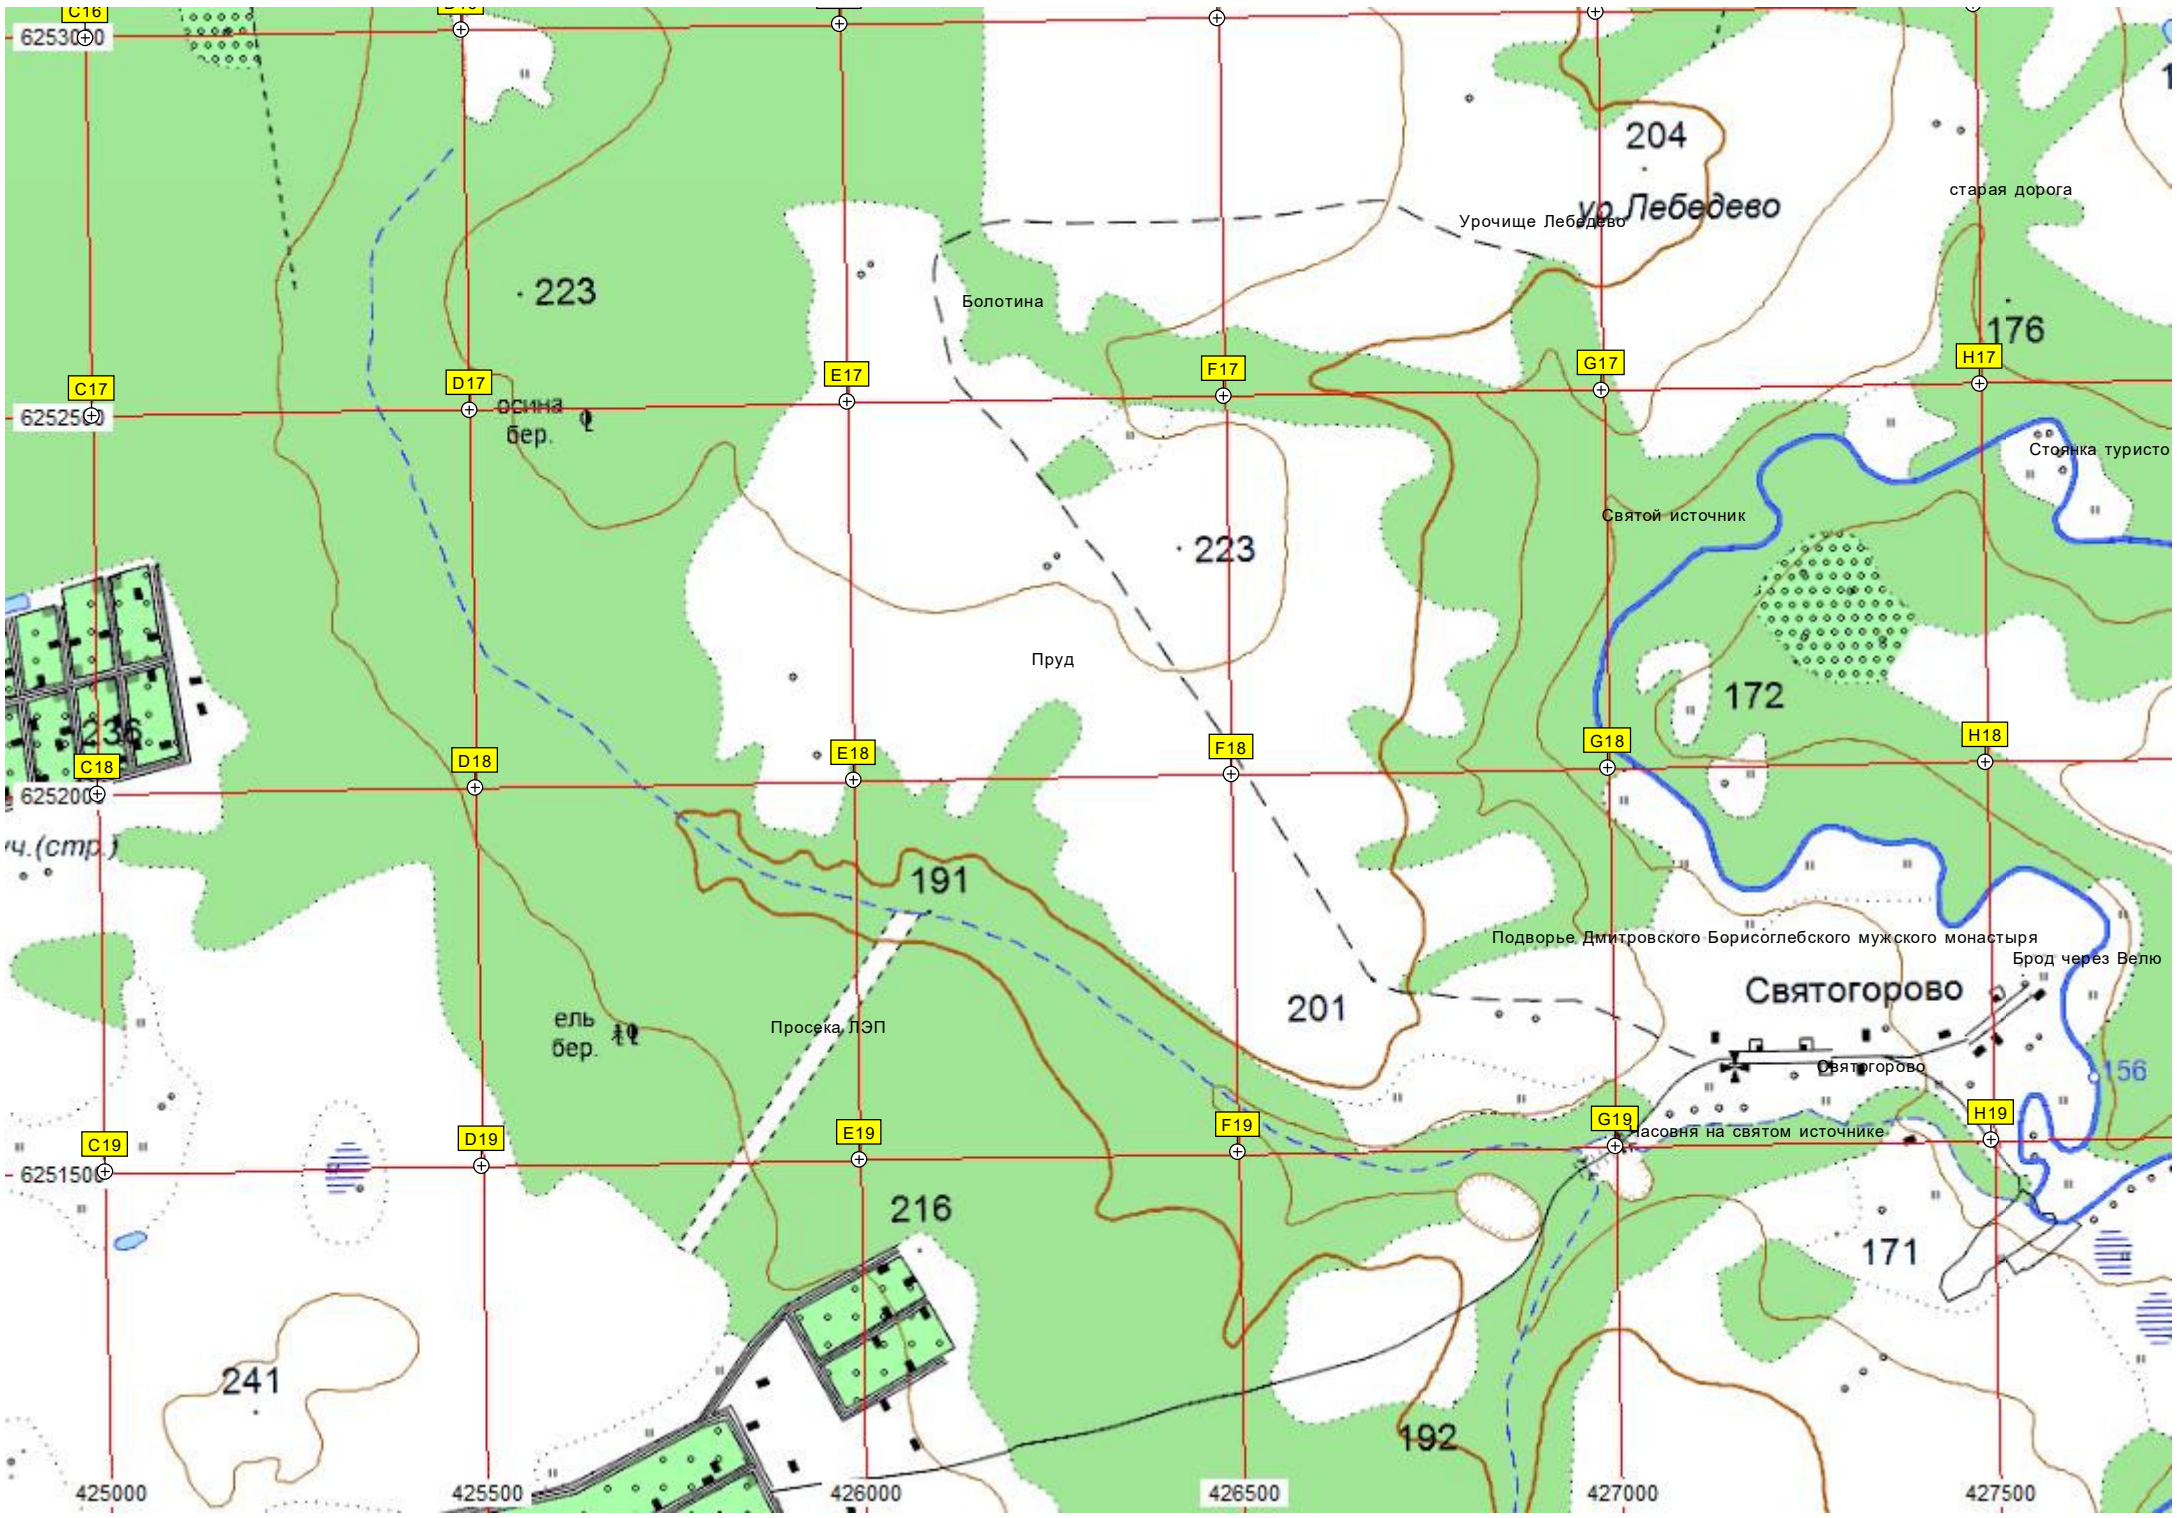 C16
6253000
204
старая дорога
ур.Лебедево
Урочище Лебедево
223
Болотина
176
C17
D17
E17
F17
G17
H17
6252500
осина
бер.
Стоянка туристо
Святой источник
223
Пруд
172
236
C18
D18
E18
F18
G18
H18
6252000
уч.(стр.)
191
Подворье Дмитровского Борисоглебского мужского монастыря
Брод через Велю
Святогорово
201
ель
бер.
Просека ЛЭП
Святогорово
156
C19
D19
E19
F19
G19
H19
Часовня на святом источнике
6251500
216
171
241
192
425000
425500
426000
426500
427000
427500